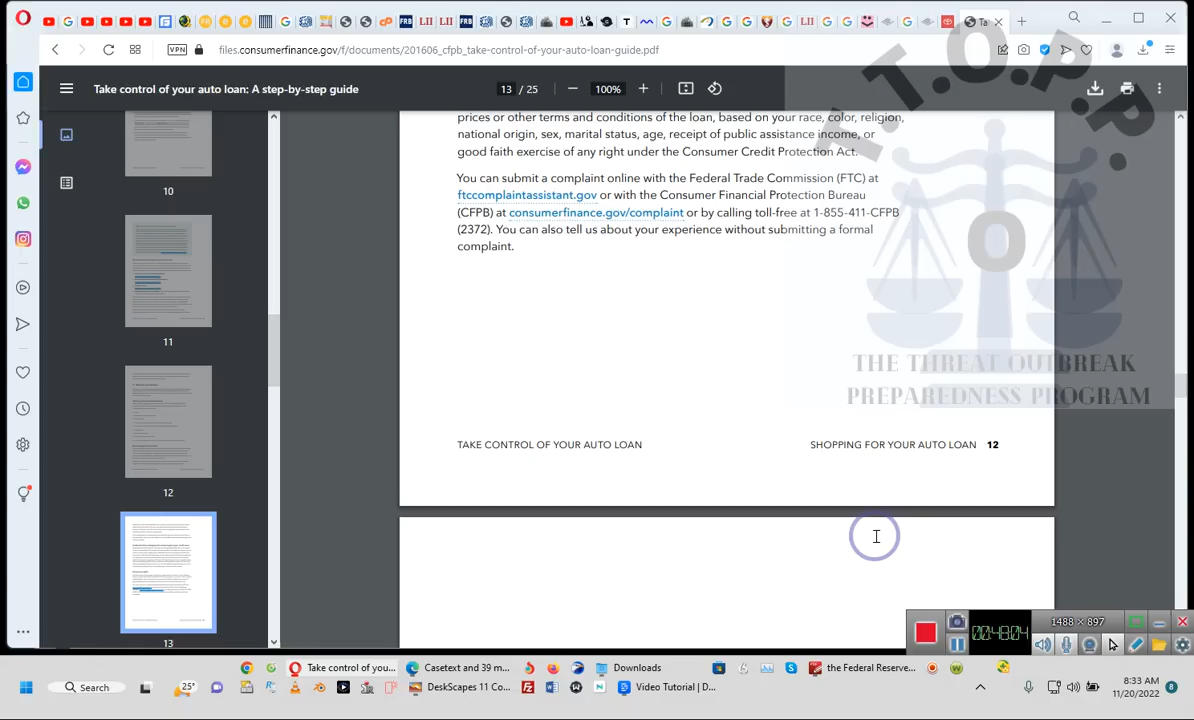 files.consumerfinance.gov/f/documents/201606_cfpb_take-control-of-your-auto-loan-guide.pdf
VPN
Ta
Take control of your auto loan: A step-by-step guide
13 / 25
100%
T.O.P.P.
10
11
12
13
prices or other terms and conditions of the loan, based on your race, color, religion,
national origin, sex, marital status, age, receipt of public assistance income, or
good faith exercise of any right under the Consumer Credit Protection Act.
You can submit a complaint online with the Federal Trade Commission (FTC) at
ftccomplaintassistant.gov or with the Consumer Financial Protection Bureau
(CFPB) at consumerfinance.gov/complaint or by calling toll-free at 1-855-411-CFPB
(2372). You can also tell us about your experience without submitting a formal
complaint.
THE THREAT OUTBREAK
PREPAREDNESS PROGRAM
TAKE CONTROL OF YOUR AUTO LOAN
SHOPPING FOR YOUR AUTO LOAN 12
1488 × 897
00:48:04
Take control of you...
Casetext and 39 m...
Downloads
the Federal Reserve...
Search
25°
DeskScapes 11 Co...
Video Tutorial | D...
8:33 AM
11/20/2022
8